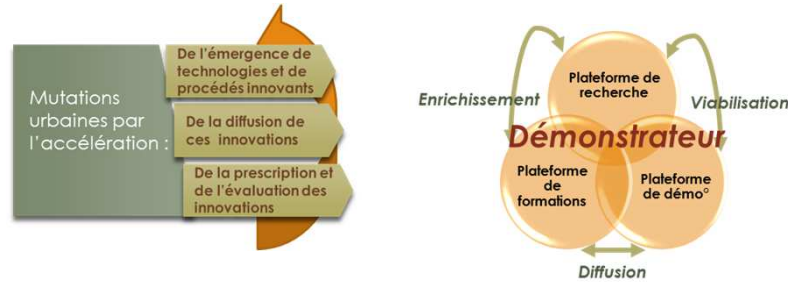 Mutations
urbaines par
l'accélération :
De l'émergence de
technologies et de
procédés innovants
De la diffusion de
ces innovations
De la prescription et
de l'évaluation des
innovations
Plateforme de
recherche
Enrichissement
Viabilisation
Démonstrateur
Plateforme
de
formations
Plateforme
de démo°
Diffusion